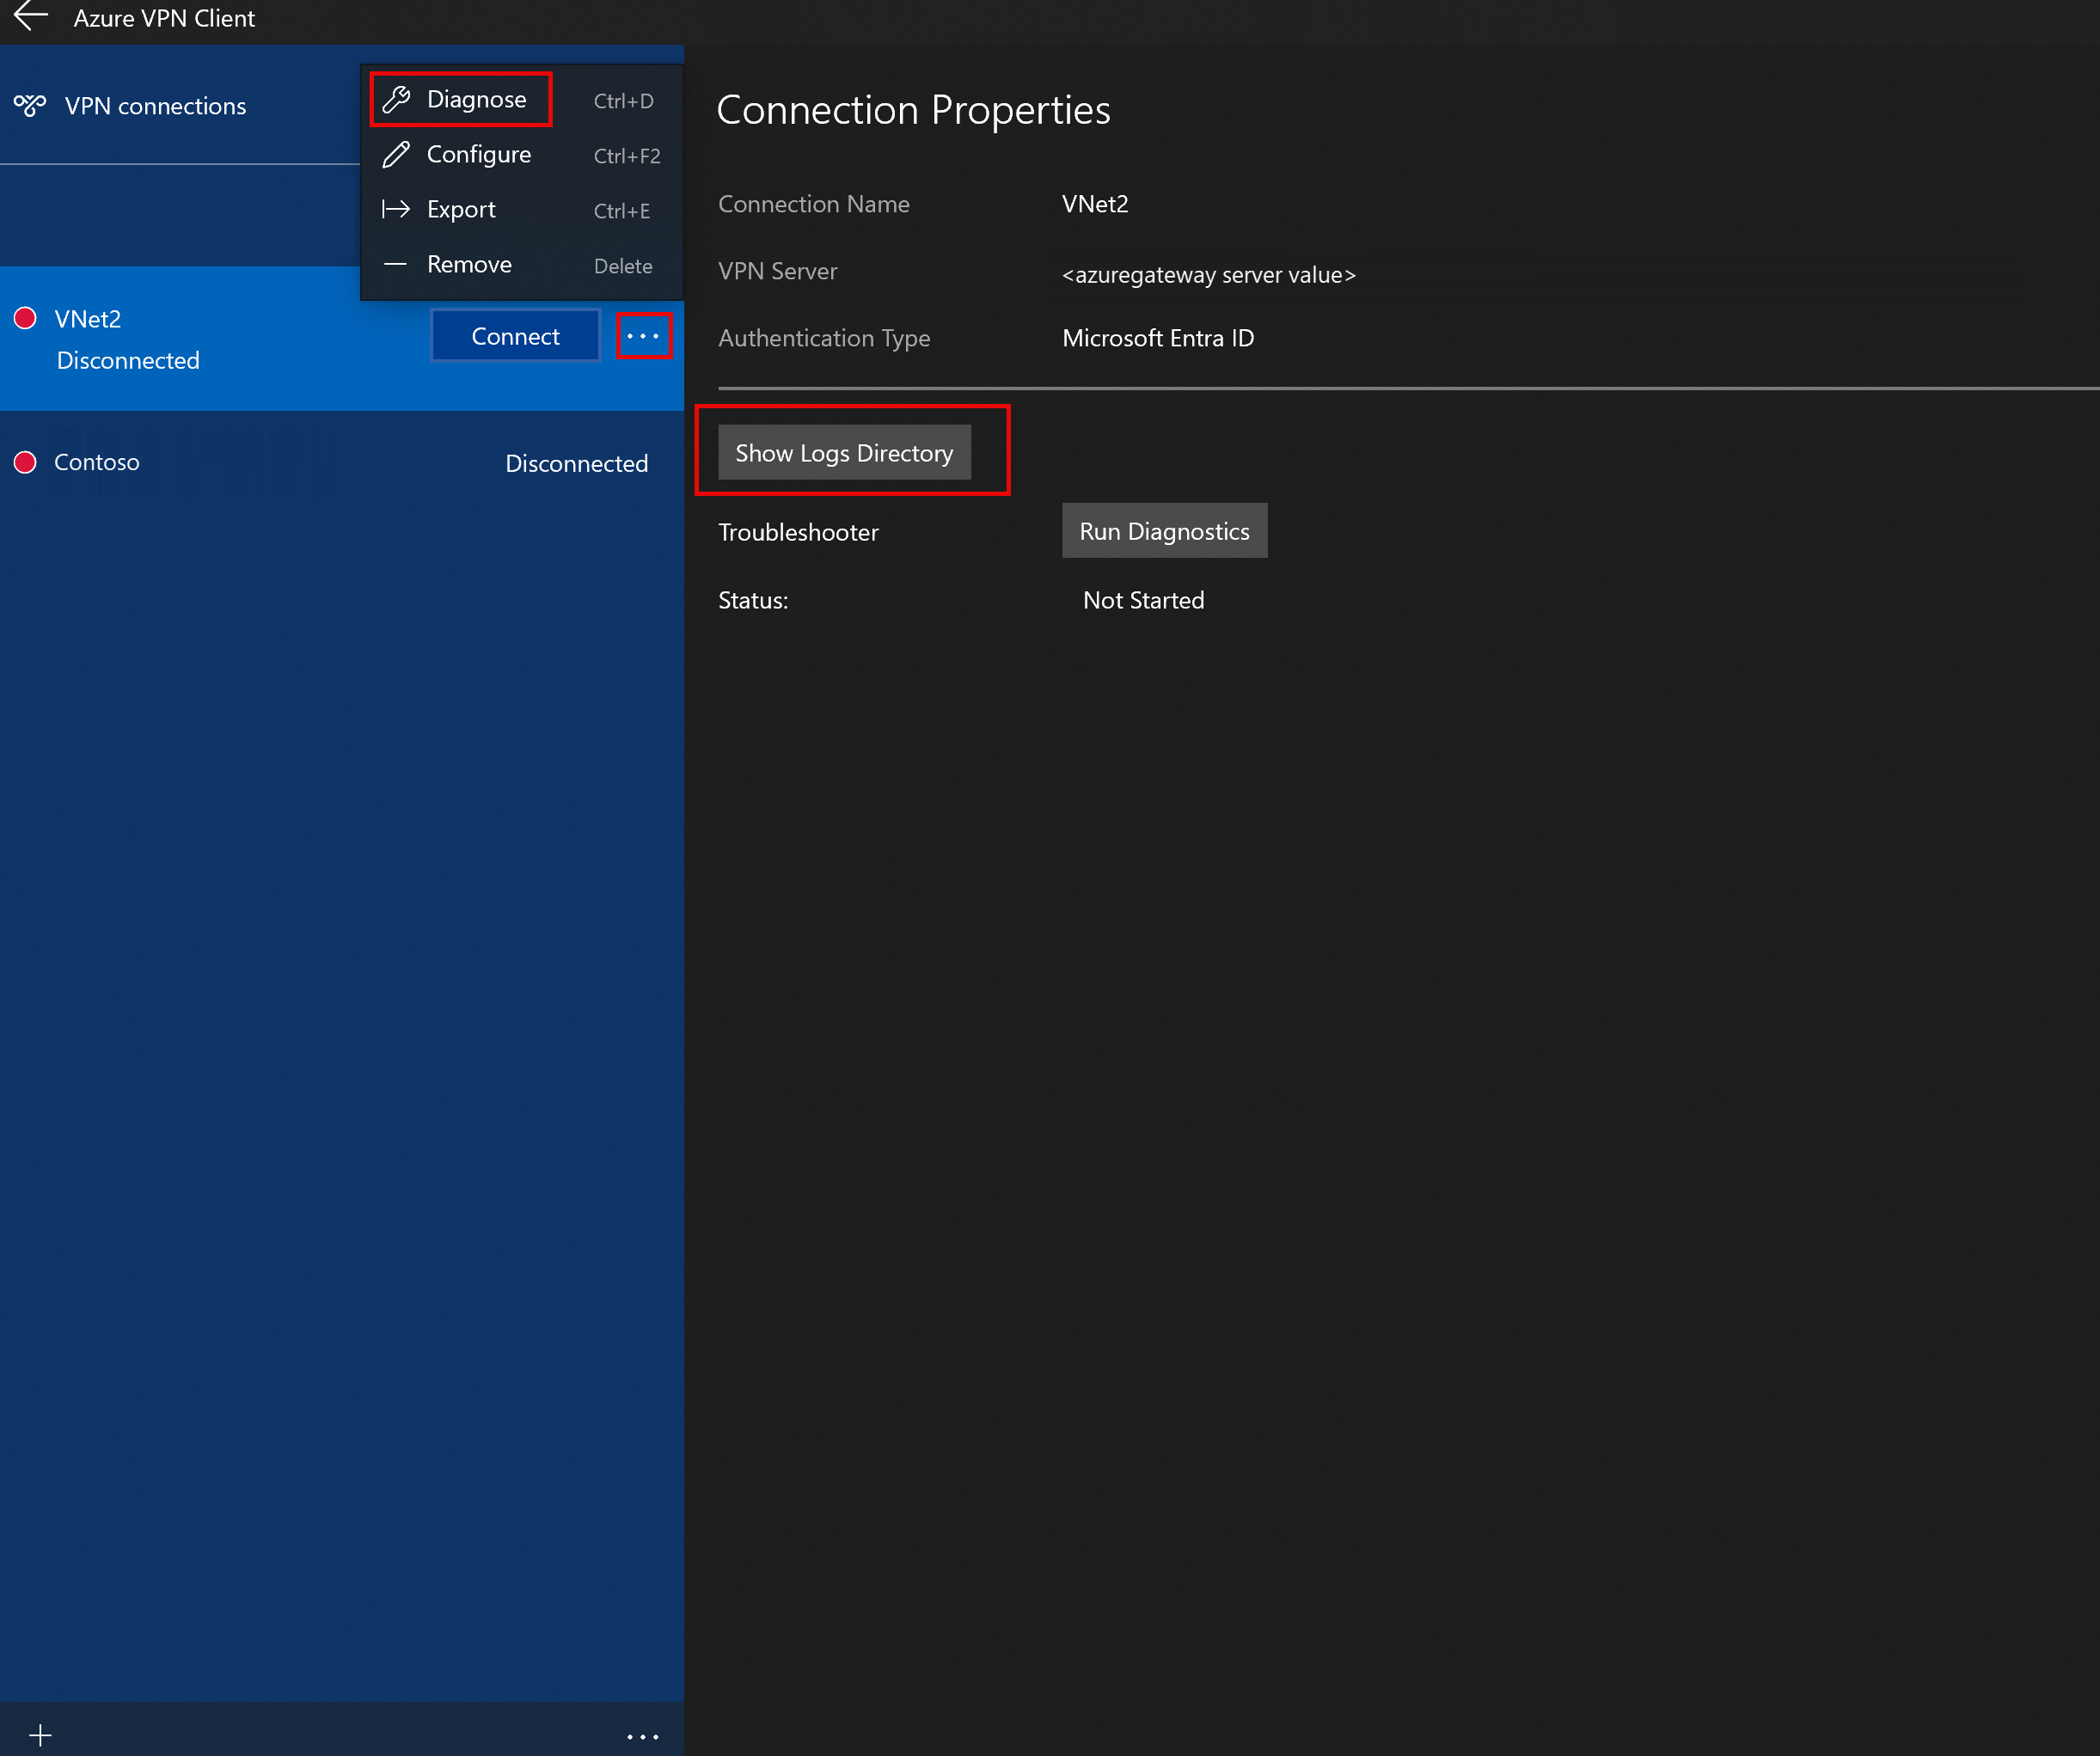 Azure VPN Client
VPN connections
Diagnose Ctrl+D
Configure Ctrl+F2
Export Ctrl+E
Remove Delete
VNet2
Disconnected
Connect
Contoso Disconnected
Connection Properties
Connection Name VNet2
VPN Server <azuregateway server value>
Authentication Type Microsoft Entra ID
Show Logs Directory
Troubleshooter Run Diagnostics
Status: Not Started